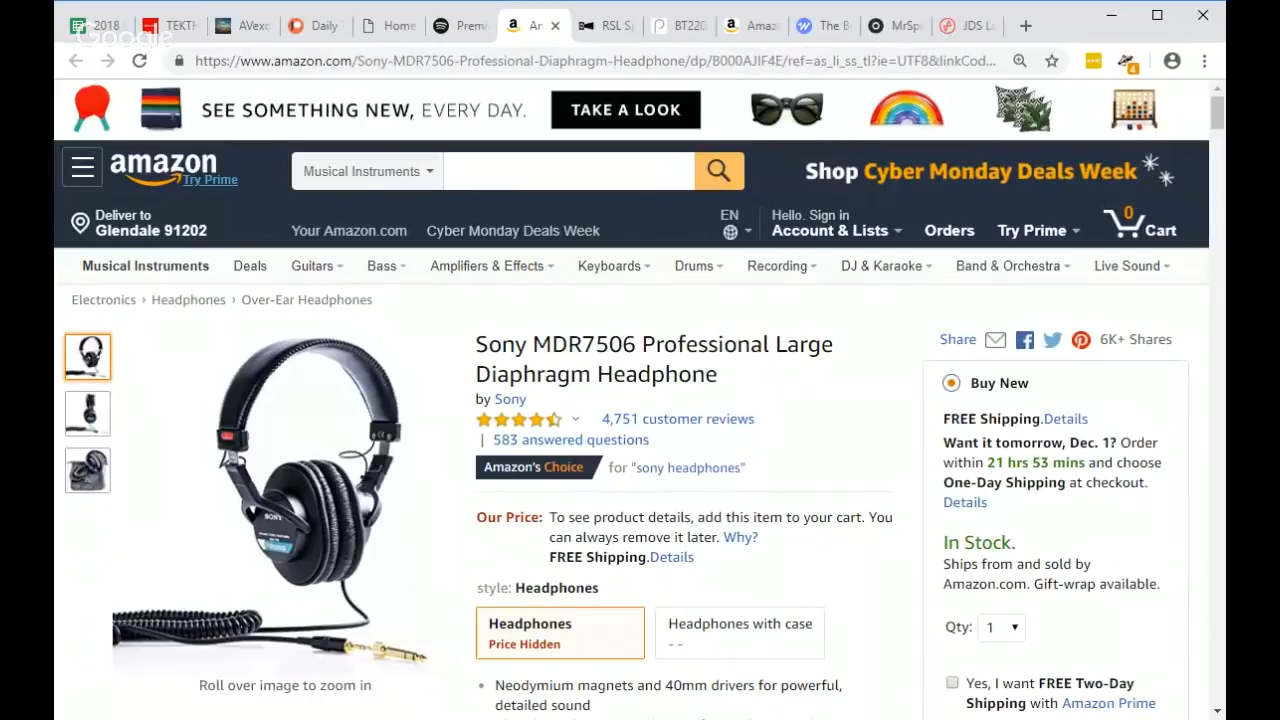 2018
TEKTH
AVexc
Daily
Home
Premi
An
RSL Sp
BT220
Amaz
The B
MrSp
JDS La
Google
https://www.amazon.com/Sony-MDR7506-Professional-Diaphragm-Headphone/dp/B000AJIF4E/ref=as_li_ss_tl?ie=UTF8&linkCod...
4
SEE SOMETHING NEW, EVERY DAY.
TAKE A LOOK
amazon
Try Prime
Musical Instruments
Shop Cyber Monday Deals Week
Deliver to
Glendale 91202
Your Amazon.com
Cyber Monday Deals Week
EN
Hello. Sign in
Account & Lists
Orders
Try Prime
0
Cart
Musical Instruments
Deals
Guitars
Bass
Amplifiers & Effects
Keyboards
Drums
Recording
DJ & Karaoke
Band & Orchestra
Live Sound
Electronics › Headphones › Over-Ear Headphones
Sony MDR7506 Professional Large
Diaphragm Headphone
by Sony
4,751 customer reviews
| 583 answered questions
Amazon's Choice for "sony headphones"
Our Price: To see product details, add this item to your cart. You
can always remove it later. Why?
FREE Shipping.Details
style: Headphones
Headphones
Price Hidden
Headphones with case
- -
Neodymium magnets and 40mm drivers for powerful,
detailed sound
SONY
Roll over image to zoom in
Share
6K+ Shares
Buy New
FREE Shipping.Details
Want it tomorrow, Dec. 1? Order
within 21 hrs 53 mins and choose
One-Day Shipping at checkout.
Details
In Stock.
Ships from and sold by
Amazon.com. Gift-wrap available.
Qty: 1
Yes, I want FREE Two-Day
Shipping with Amazon Prime